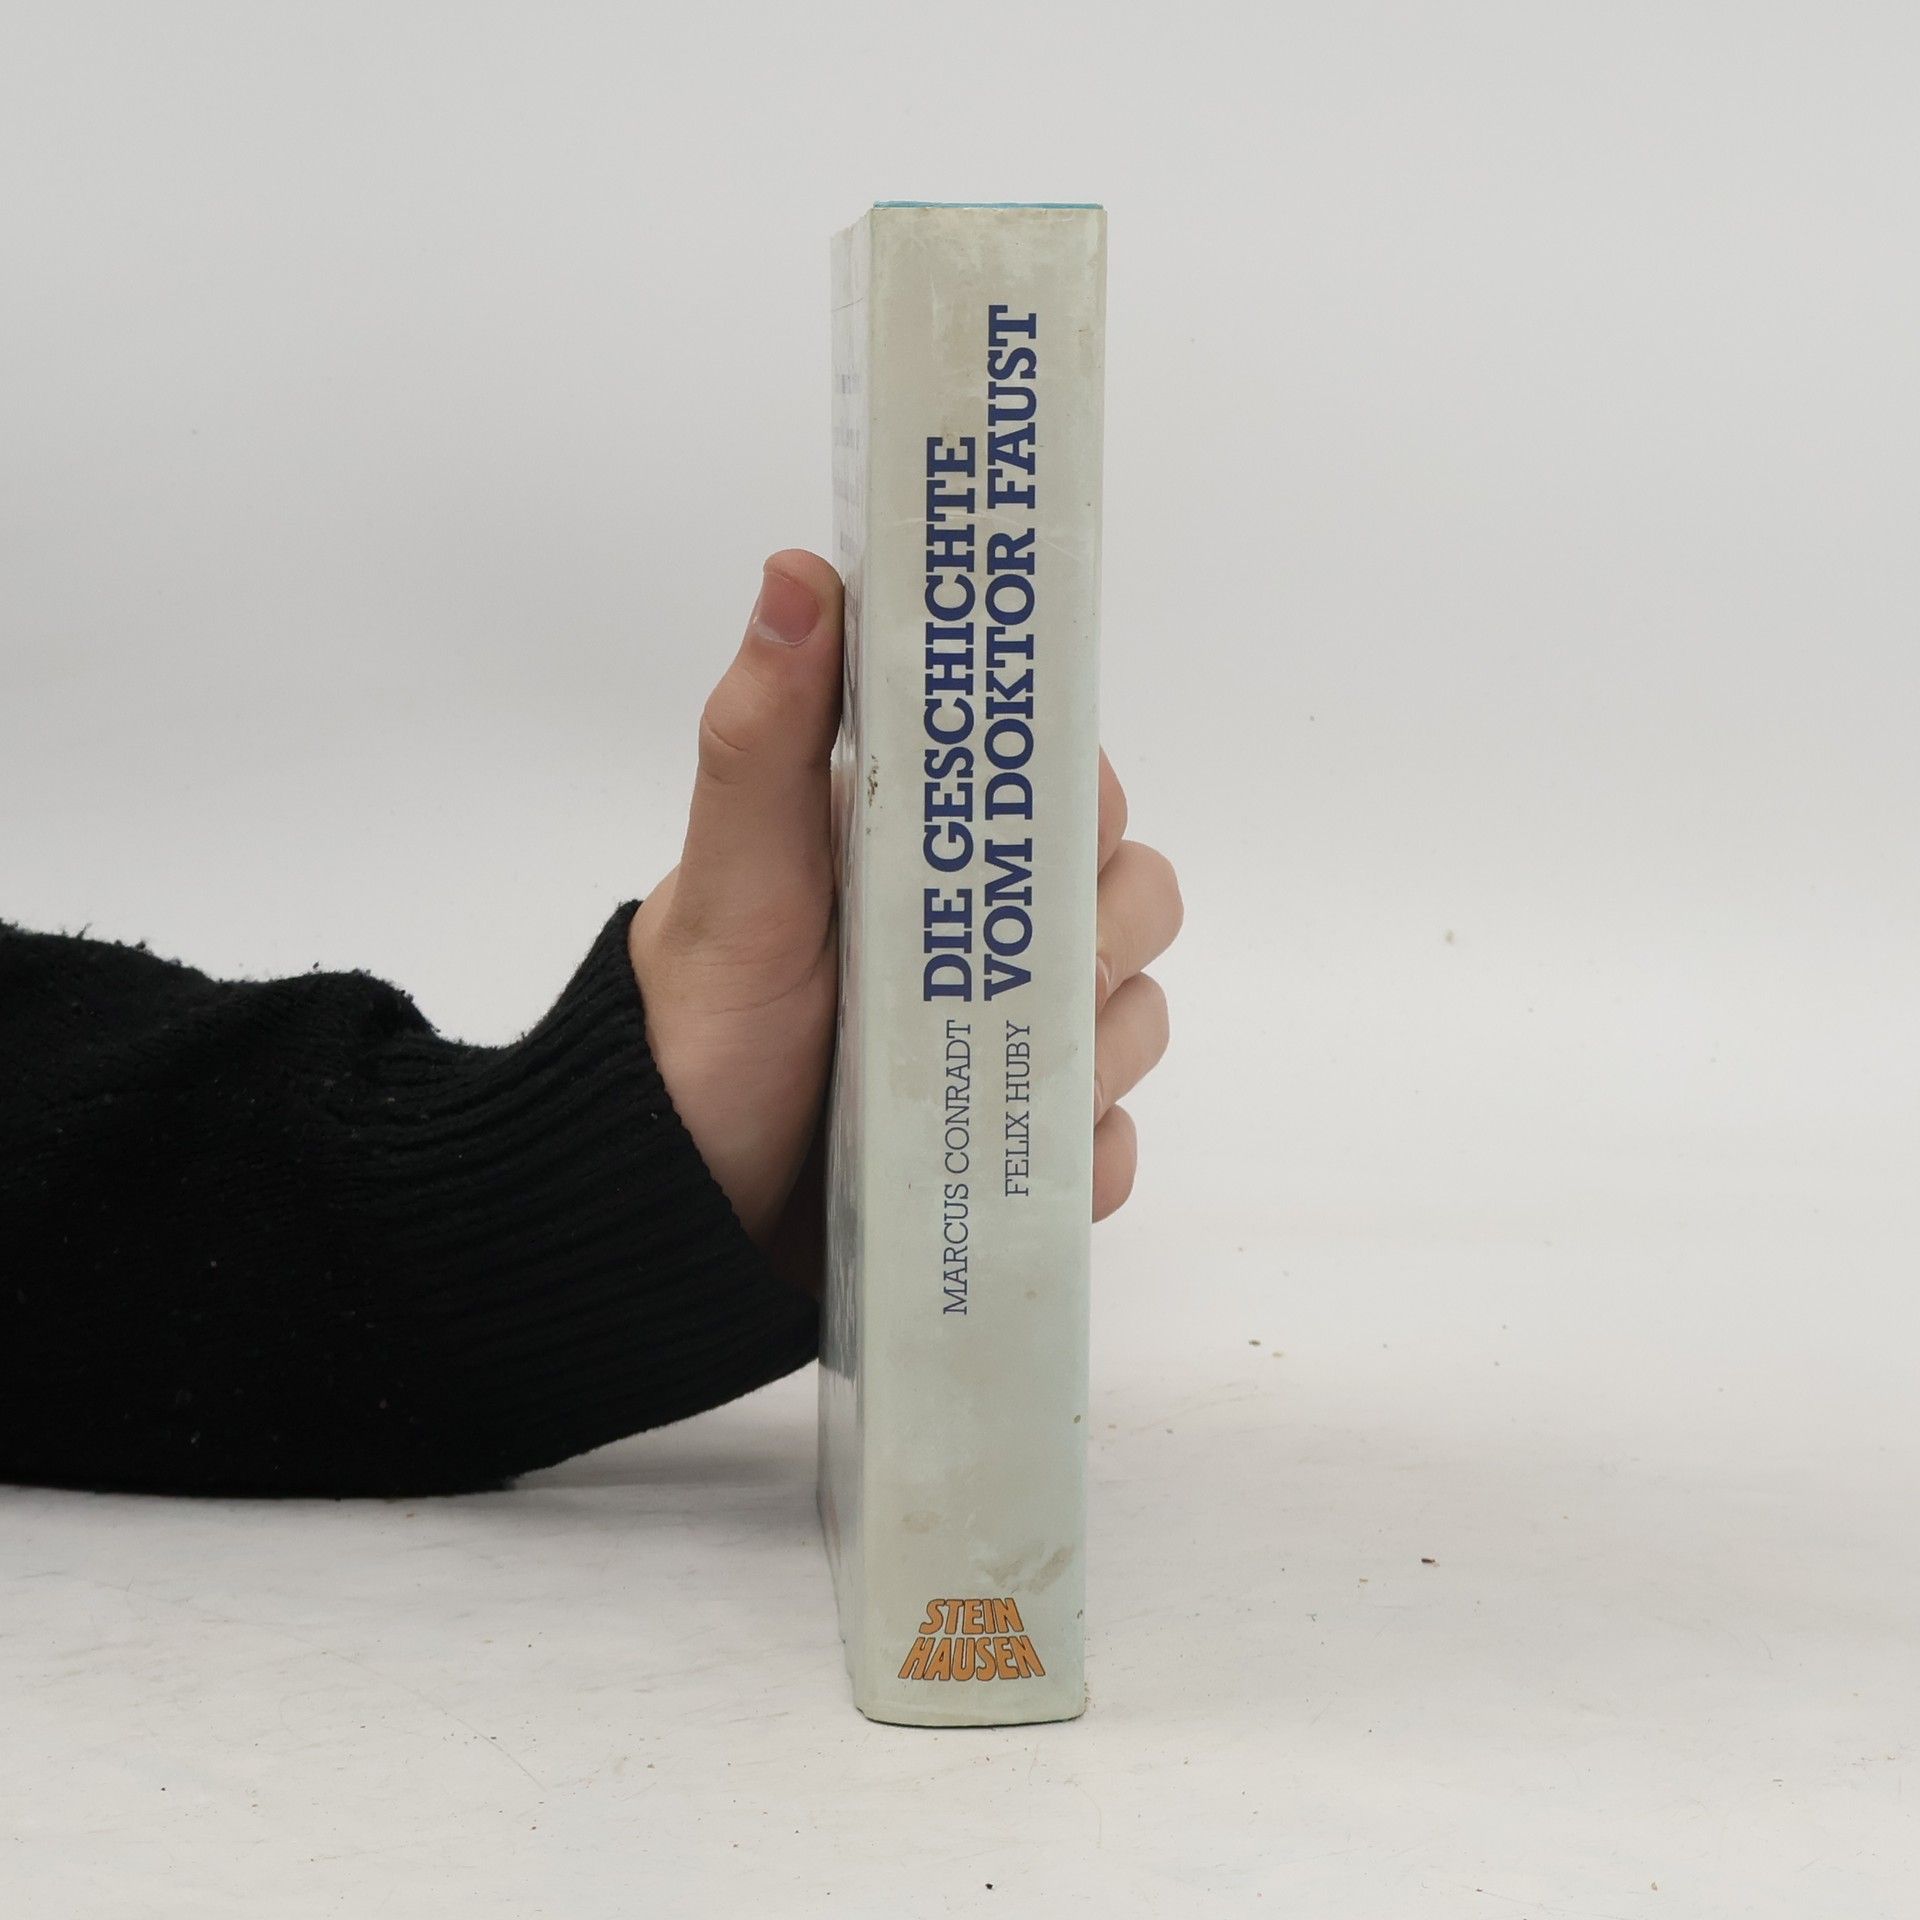 MARCUS CONRADT DIE GESCHICHTE
FELIX HUBY VOM DOKTOR FAUST
STEIN
HAUSEN